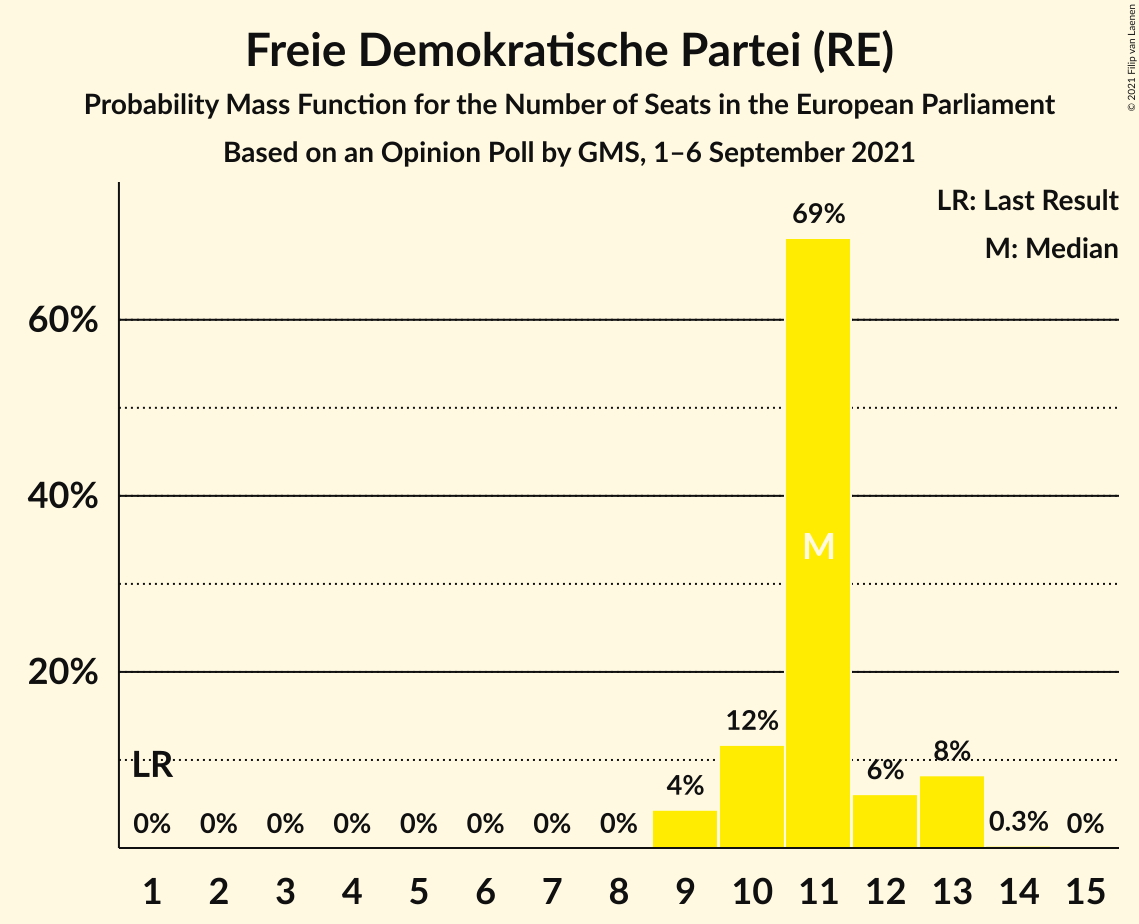 Freie Demokratische Partei (RE)
Probability Mass Function for the Number of Seats in the European Parliament
Based on an Opinion Poll by GMS, 1–6 September 2021
© 2021 Filip van Laenen
LR: Last Result
M: Median
69%
60%
40%
M
20%
12%
8%
LR
6%
4%
0% 0% 0% 0% 0% 0% 0% 0% 0.3% 0%
1 2 3 4 5 6 7 8 9 10 11 12 13 14 15